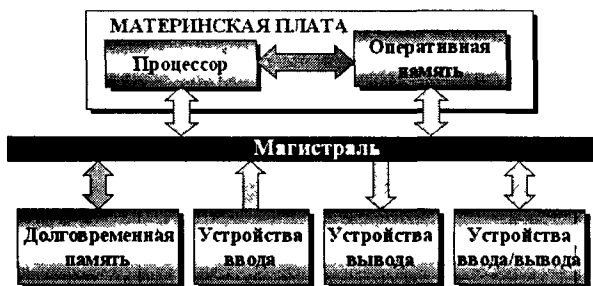 МАТЕРИНСКАЯ ПЛАТА
Процессор
Оперативная
память
Магистраль
Долговременная
память
Устройства
ввода
Устройства
вывода
Устройства
ввода/вывода